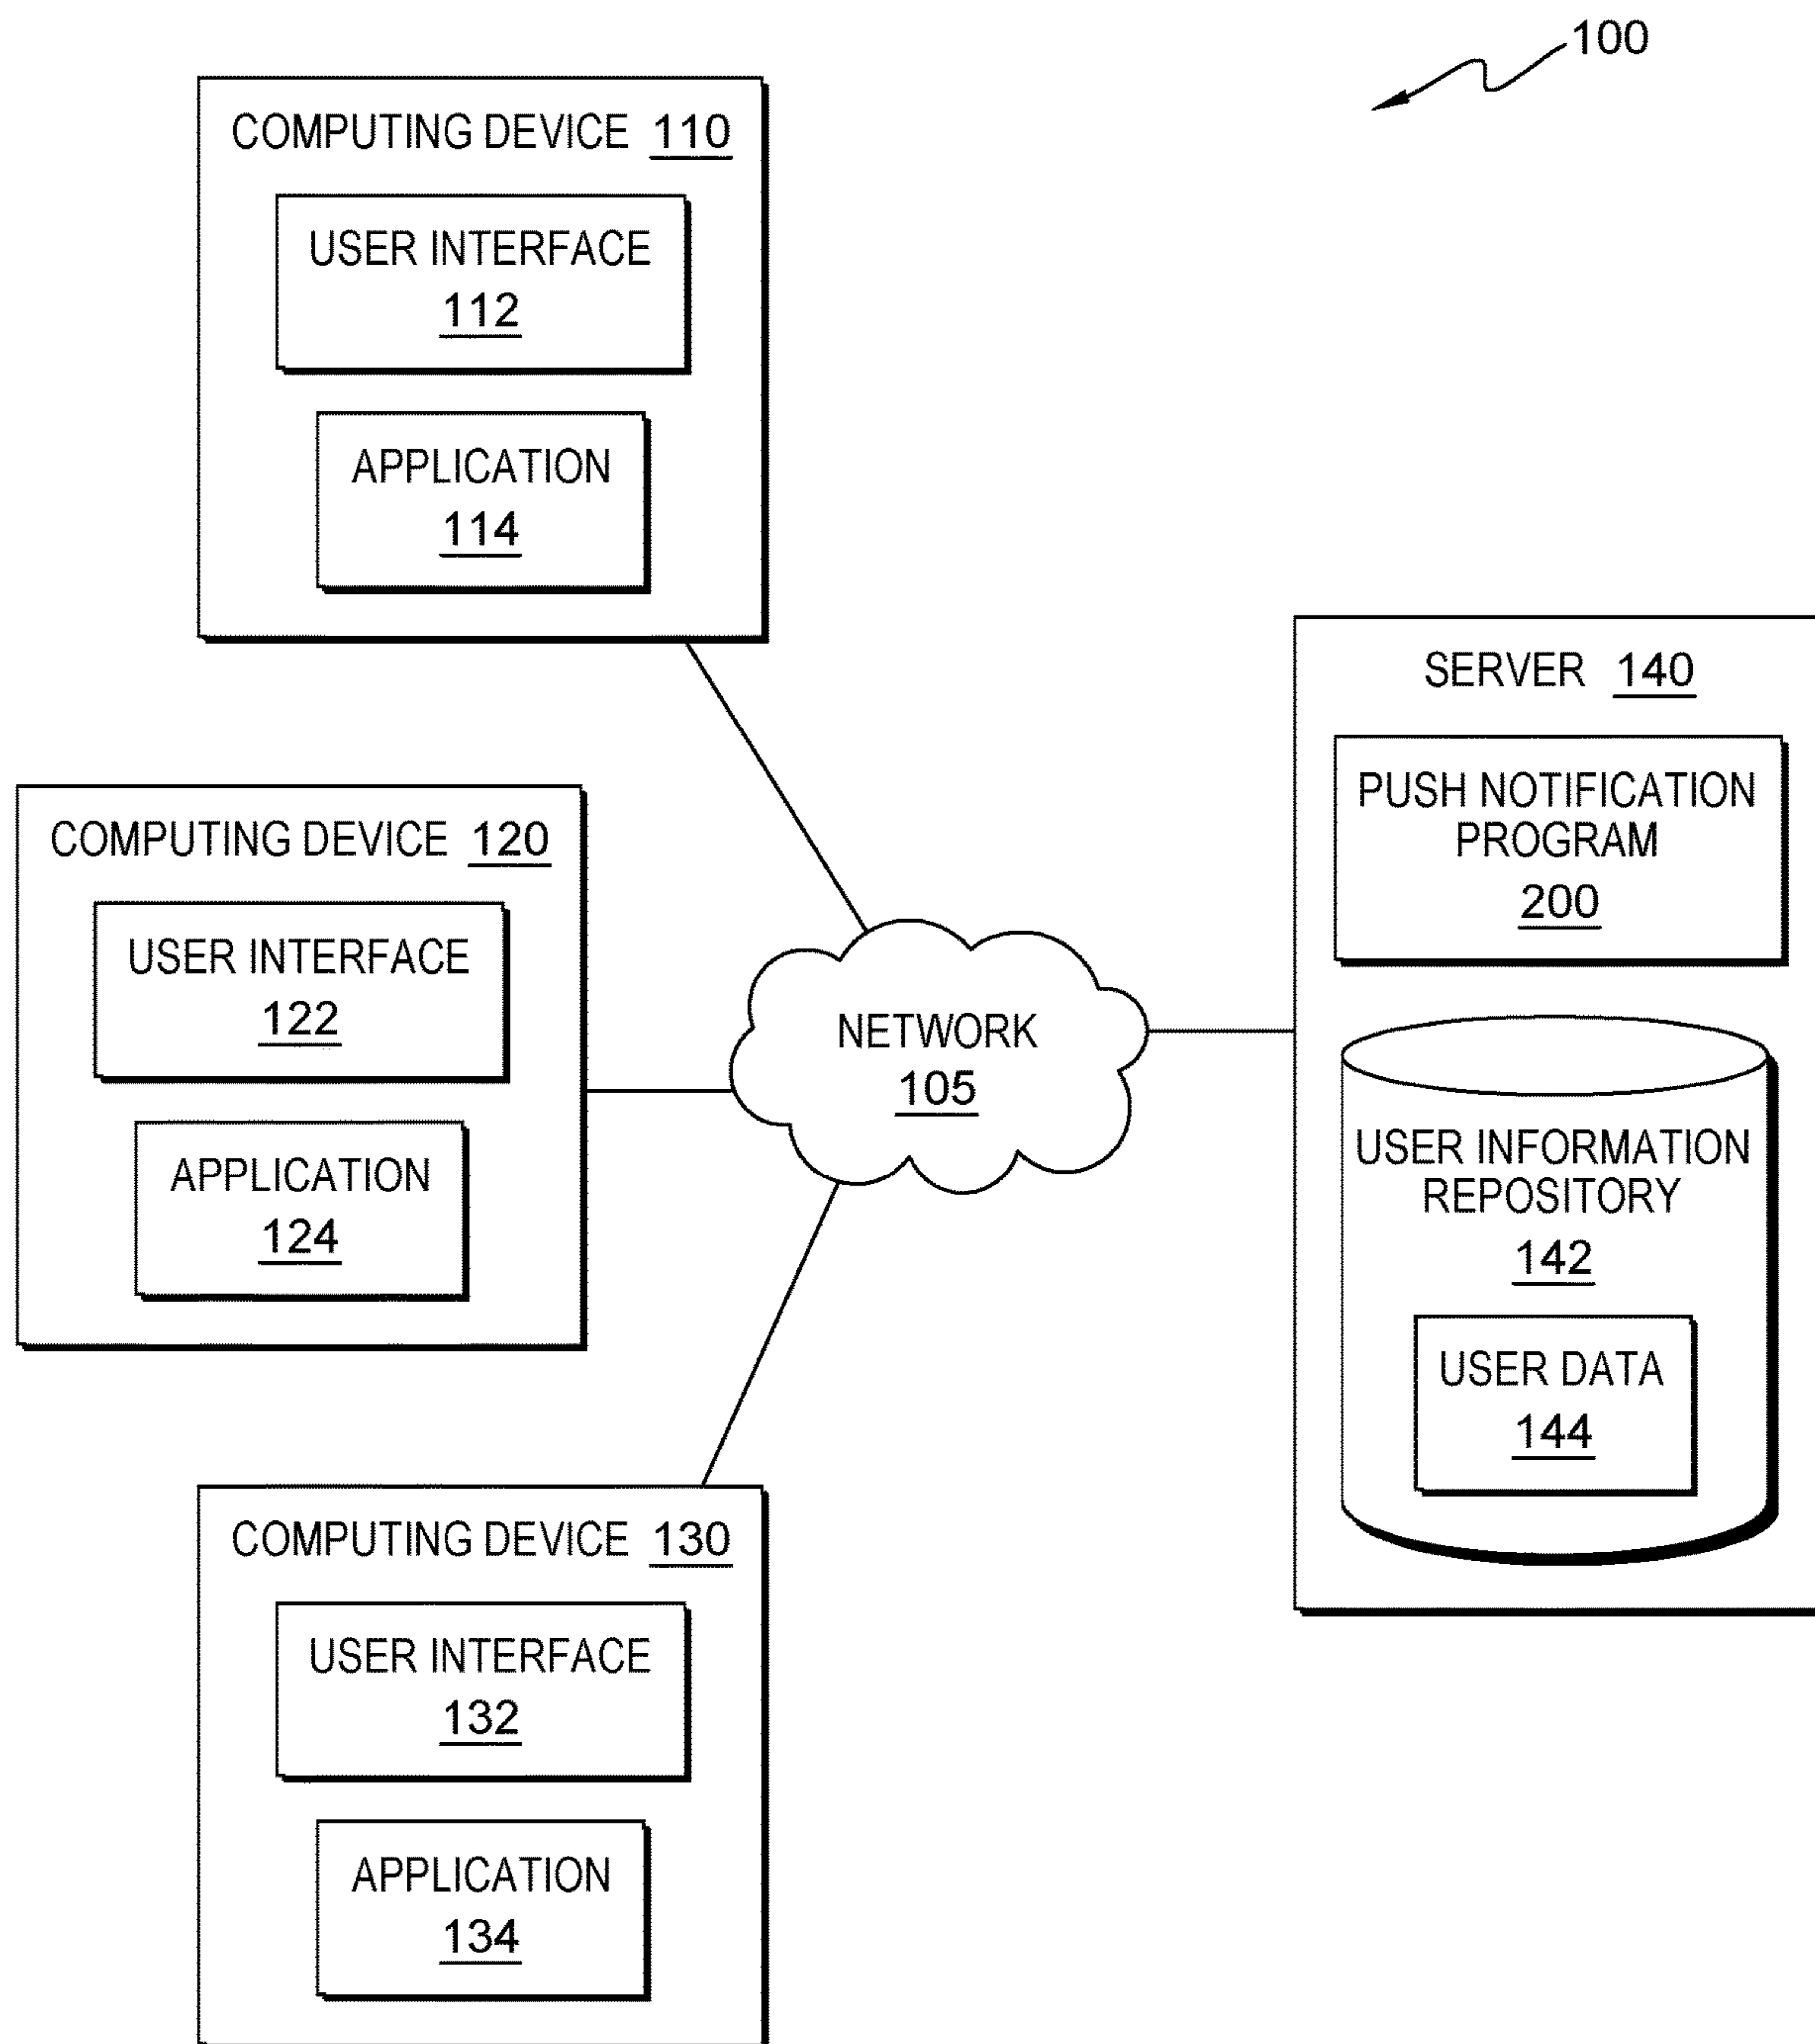 100
COMPUTING DEVICE 110
USER INTERFACE
112
APPLICATION
114
COMPUTING DEVICE 120
USER INTERFACE
122
APPLICATION
124
COMPUTING DEVICE 130
USER INTERFACE
132
APPLICATION
134
NETWORK
105
SERVER 140
PUSH NOTIFICATION
PROGRAM
200
USER INFORMATION
REPOSITORY
142
USER DATA
144